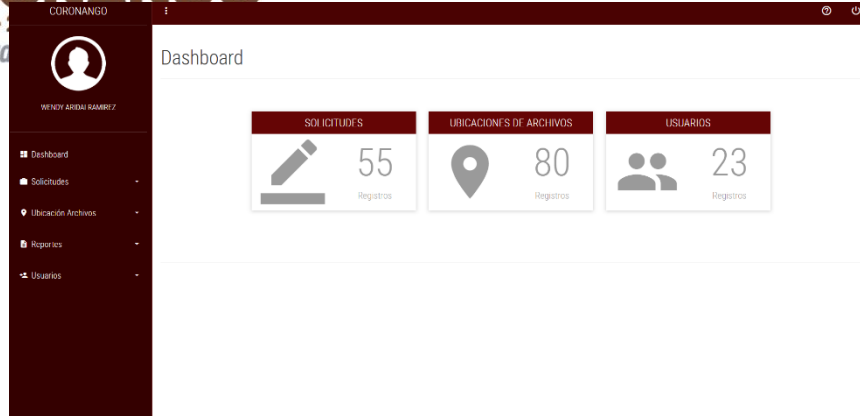 CORONANGO
WENDY ARIDAI RAMIREZ
Dashboard
Solicitudes
Ubicación Archivos
Reportes
Usuarios
Dashboard
SOLICITUDES
55
Registros
UBICACIONES DE ARCHIVOS
80
Registros
USUARIOS
23
Registros